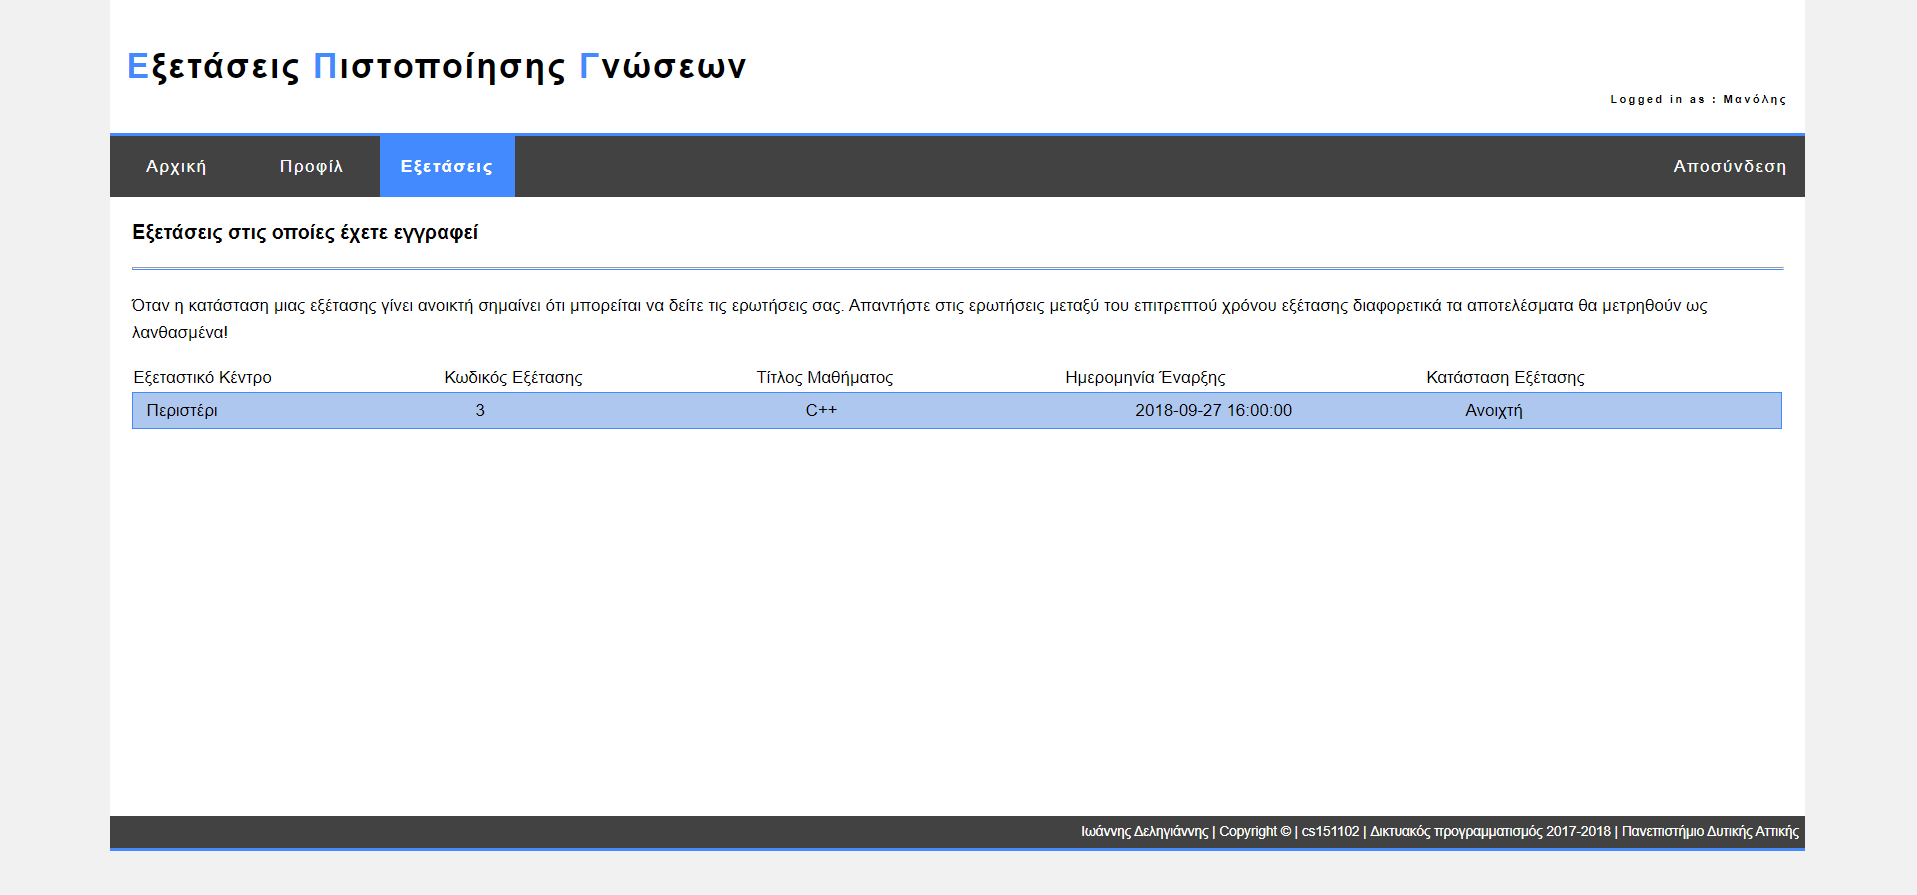 Εξετάσεις Πιστοποίησης Γνώσεων
Logged in as : Μανόλης
Αρχική Προφίλ Εξετάσεις Αποσύνδεση
Εξετάσεις στις οποίες έχετε εγγραφεί
Όταν η κατάσταση μιας εξέτασης γίνει ανοικτή σημαίνει ότι μπορείται να δείτε τις ερωτήσεις σας. Απαντήστε στις ερωτήσεις μεταξύ του επιτρεπτού χρόνου εξέτασης διαφορετικά τα αποτελέσματα θα μετρηθούν ως
λανθασμένα!
Εξεταστικό Κέντρο Κωδικός Εξέτασης Τίτλος Μαθήματος Ημερομηνία Έναρξης Κατάσταση Εξέτασης
Περιστέρι 3 C++ 2018-09-27 16:00:00 Ανοιχτή
Ιωάννης Δεληγιάννης | Copyright © | cs151102 | Δικτυακός προγραμματισμός 2017-2018 | Πανεπιστήμιο Δυτικής Αττικής